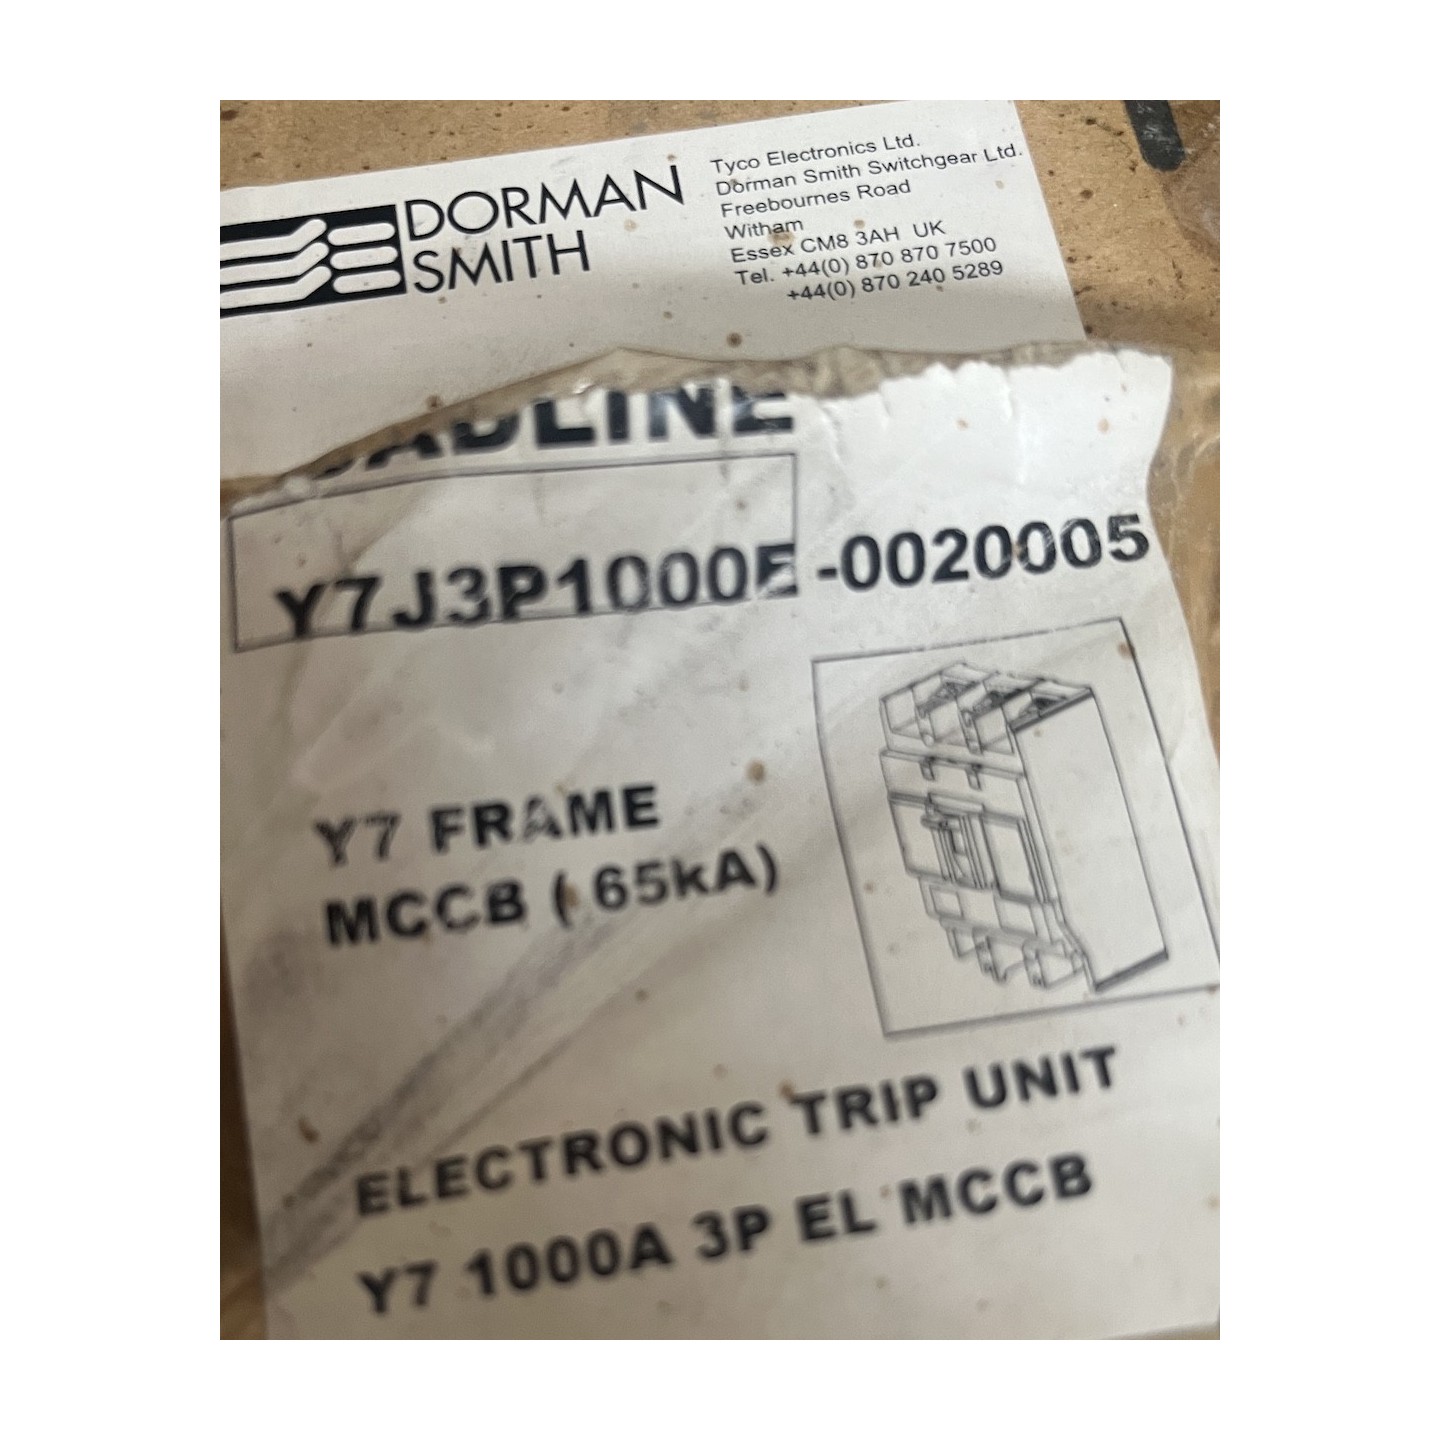 DORMAN
SMITH
Tyco Electronics Ltd.
Dorman Smith Switchgear Ltd.
Freebournes Road
Witham
Essex CM8 3AH UK
Tel. +44(0) 870 870 7500
+44(0) 870 240 5289
Y7J3P1000E-0020005
Y7 FRAME
MCCB ( 65kA)
ELECTRONIC TRIP UNIT
Y7 1000A 3P EL MCCB